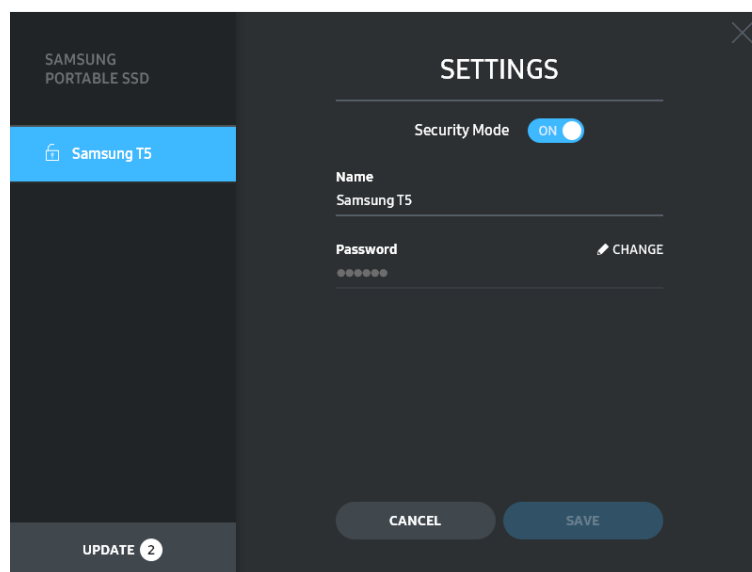 SAMSUNG
PORTABLE SSD
Samsung T5
UPDATE 2
SETTINGS
Security Mode ON
Name
Samsung T5
Password CHANGE
●●●●●●
CANCEL SAVE